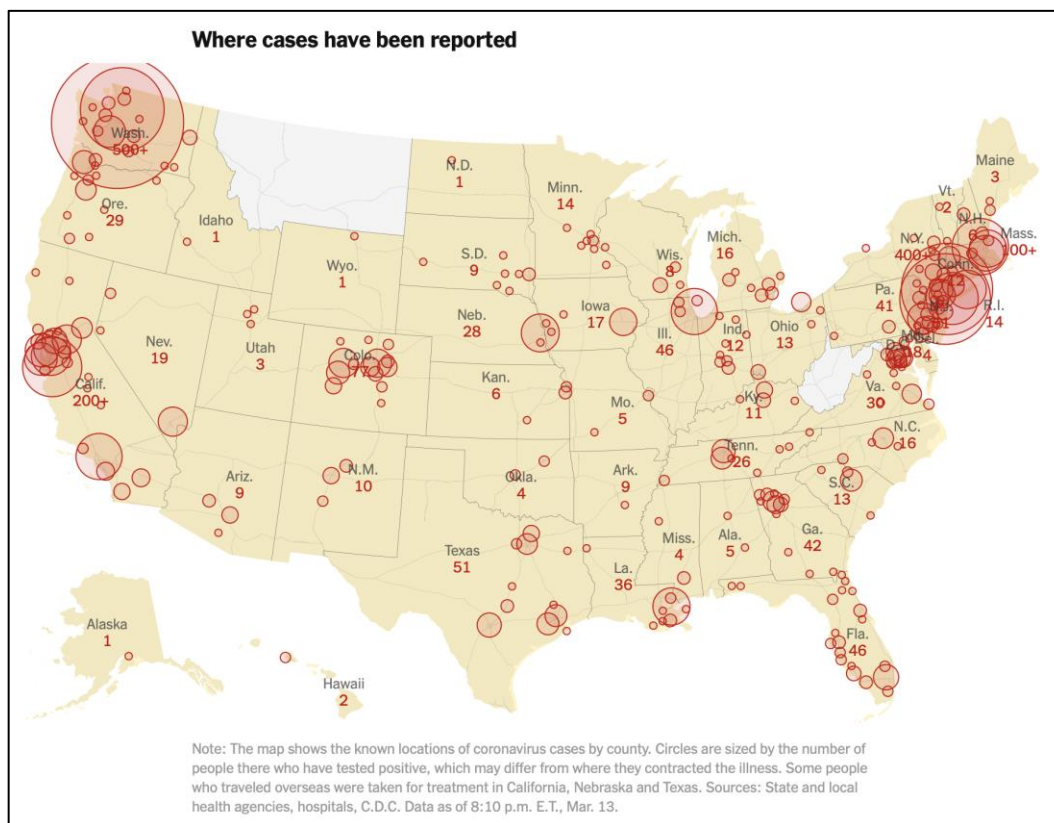 Where cases have been reported
Wash.
500+
Ore.
29
Idaho
1
N.D.
1
Minn.
14
Maine
3
Vt.
2
N.H.
6
Mass.
100+
N.Y.
400+
Conn.
Wyo.
1
S.D.
9
Wis.
8
Mich.
16
Pa.
41
R.I.
14
Neb.
28
Iowa
17
Ill.
46
Ind.
12
Ohio
13
Del.
4
Nev.
19
Utah
3
Colo.
77
Calif.
200+
Kan.
6
Mo.
5
Ky.
11
Va.
30
Tenn.
26
N.C.
16
Ariz.
9
N.M.
10
Okla.
4
Ark.
9
S.C.
13
Texas
51
La.
36
Miss.
4
Ala.
5
Ga.
42
Fla.
46
Alaska
1
Hawaii
2
Note: The map shows the known locations of coronavirus cases by county. Circles are sized by the number of
people there who have tested positive, which may differ from where they contracted the illness. Some people
who traveled overseas were taken for treatment in California, Nebraska and Texas. Sources: State and local
health agencies, hospitals, C.D.C. Data as of 8:10 p.m. E.T., Mar. 13.